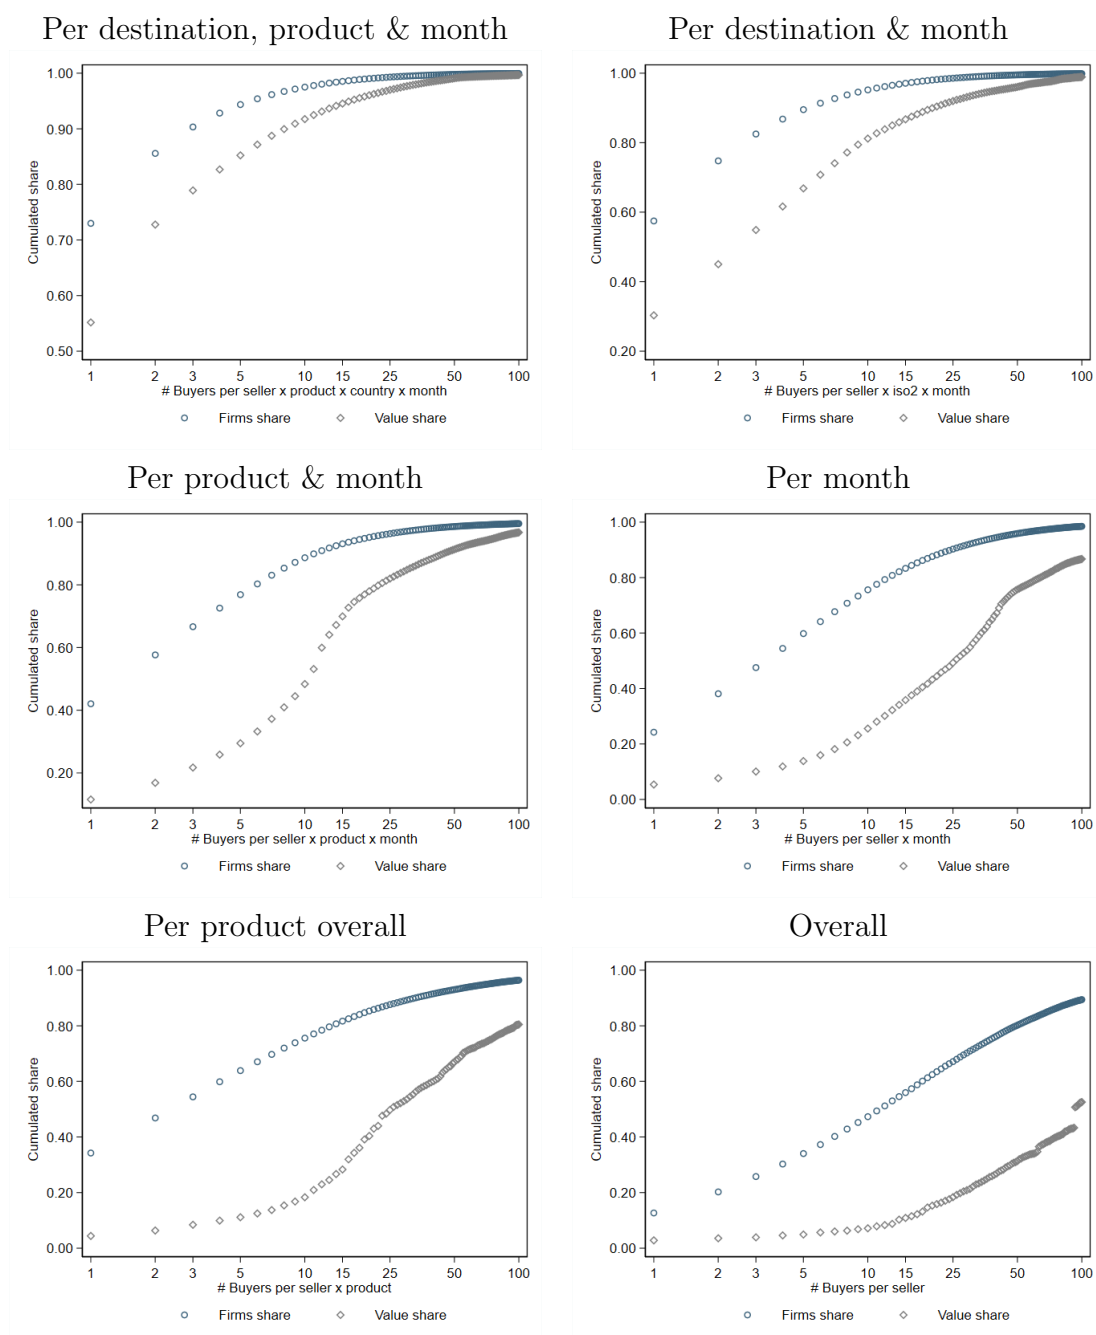 Per destination, product & month
Per destination & month
1.00
0.90
0.80
0.70
0.60
0.50
Cumulated share
1 2 3 5 10 15 25 50 100
# Buyers per seller x product x country x month
Firms share
Value share
1.00
0.80
0.60
0.40
0.20
Cumulated share
1 2 3 5 10 15 25 50 100
# Buyers per seller x iso2 x month
Firms share
Value share
Per product & month
Per month
1.00
0.80
0.60
0.40
0.20
Cumulated share
1 2 3 5 10 15 25 50 100
# Buyers per seller x product x month
Firms share
Value share
1.00
0.80
0.60
0.40
0.20
0.00
Cumulated share
1 2 3 5 10 15 25 50 100
# Buyers per seller x month
Firms share
Value share
Per product overall
Overall
1.00
0.80
0.60
0.40
0.20
0.00
Cumulated share
1 2 3 5 10 15 25 50 100
# Buyers per seller x product
Firms share
Value share
1.00
0.80
0.60
0.40
0.20
0.00
Cumulated share
1 2 3 5 10 15 25 50 100
# Buyers per seller
Firms share
Value share